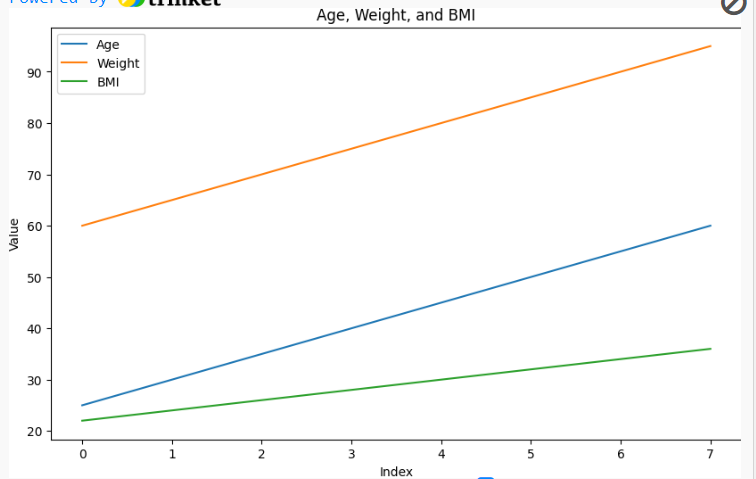 Powered by trinket
Age, Weight, and BMI
Age
Weight
BMI
90
80
70
60
50
40
30
20
Value
0 1 2 3 4 5 6 7
Index